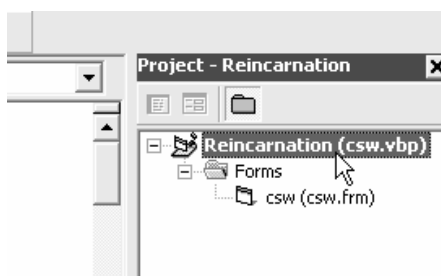 Project - Reincarnation
Reincarnation (csw.vbp)
Forms
csw (csw.frm)